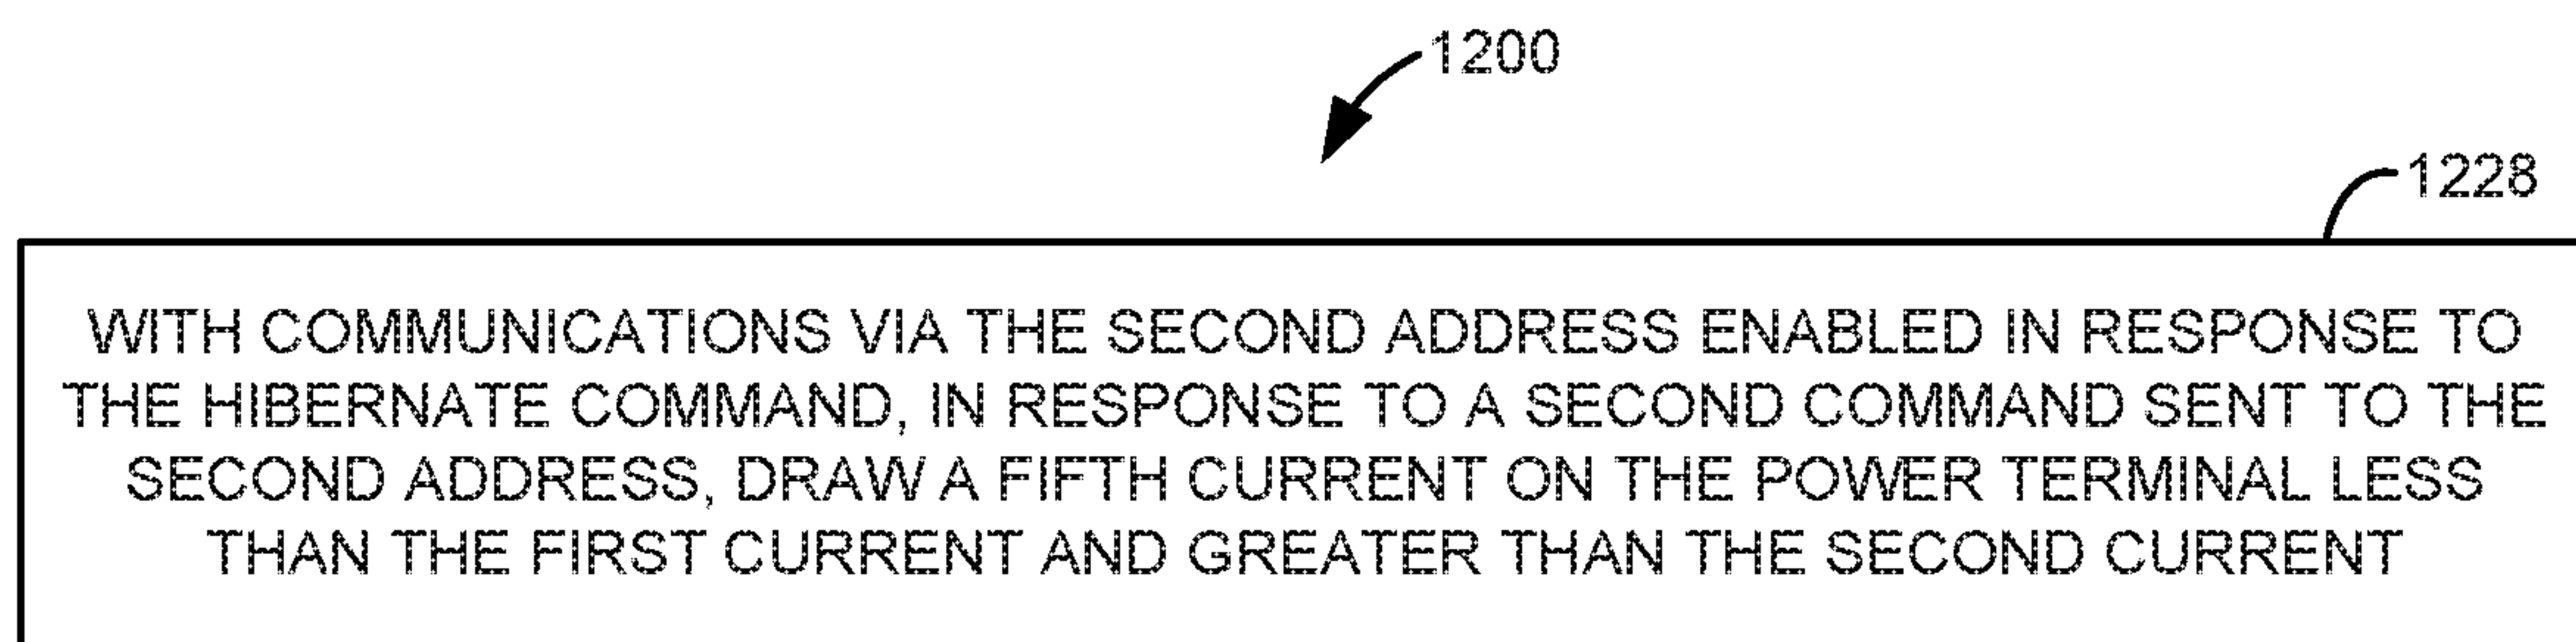 1200
1228
WITH COMMUNICATIONS VIA THE SECOND ADDRESS ENABLED IN RESPONSE TO
THE HIBERNATE COMMAND, IN RESPONSE TO A SECOND COMMAND SENT TO THE
SECOND ADDRESS, DRAW A FIFTH CURRENT ON THE POWER TERMINAL LESS
THAN THE FIRST CURRENT AND GREATER THAN THE SECOND CURRENT